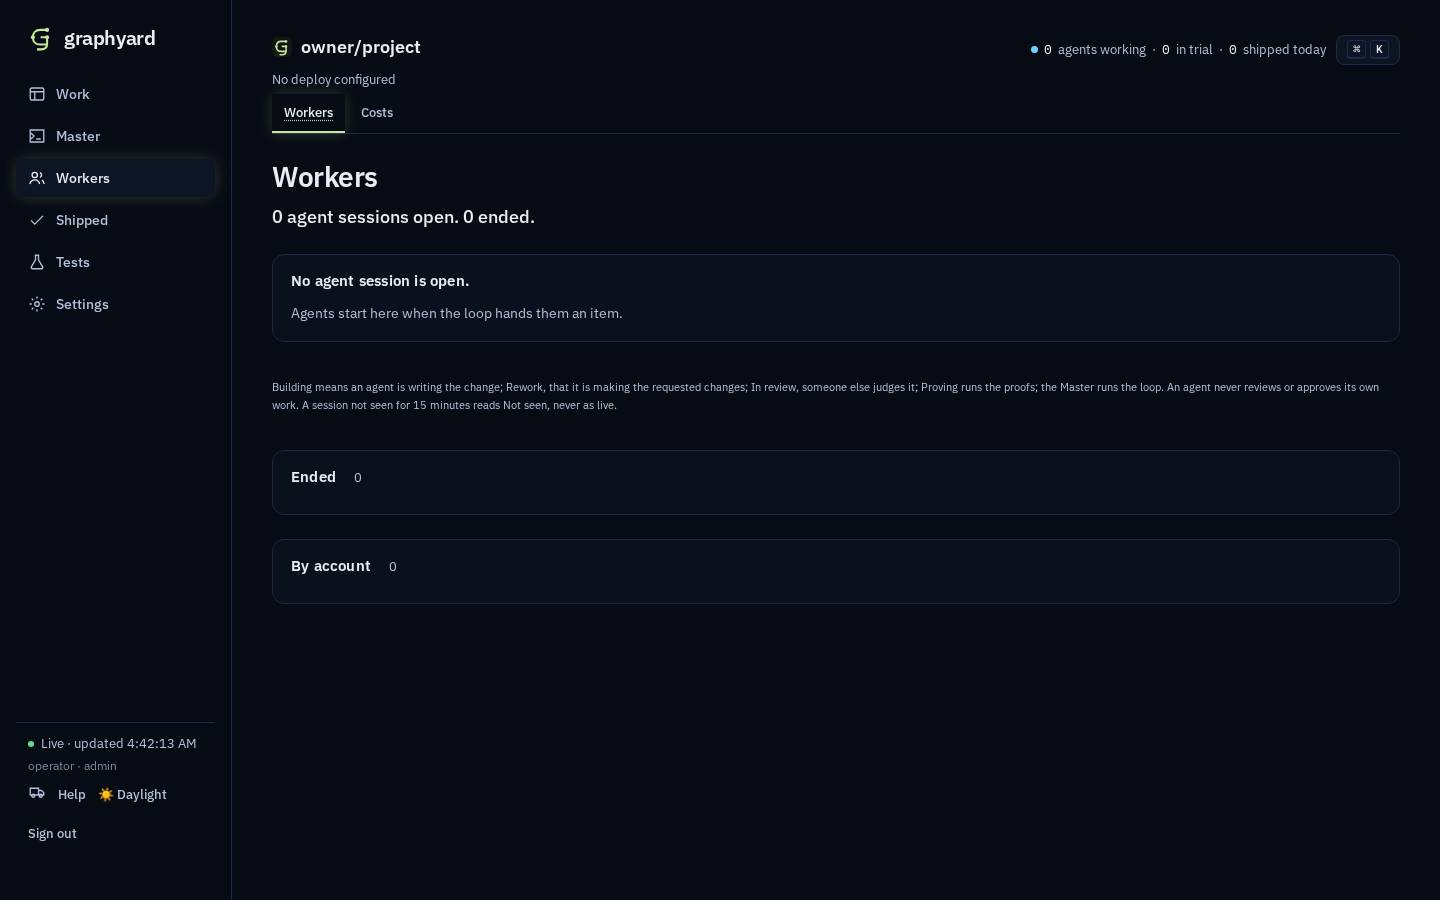 graphyard
Work
Master
Workers
Shipped
Tests
Settings
Live · updated 4:42:13 AM
operator · admin
Help ☀️ Daylight
Sign out
owner/project
0 agents working · 0 in trial · 0 shipped today ⌘ K
No deploy configured
Workers Costs
Workers
0 agent sessions open. 0 ended.
No agent session is open.
Agents start here when the loop hands them an item.
Building means an agent is writing the change; Rework, that it is making the requested changes; In review, someone else judges it; Proving runs the proofs; the Master runs the loop. An agent never reviews or approves its own
work. A session not seen for 15 minutes reads Not seen, never as live.
Ended 0
By account 0